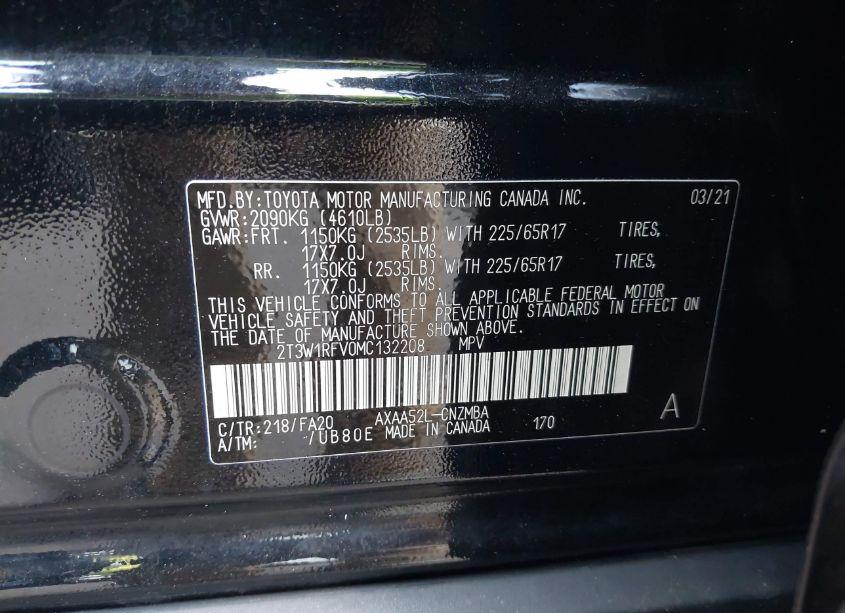 MFD.BY:TOYOTA MOTOR MANUFACTURING CANADA INC. 03/21
GVWR:2090KG (4610LB)
GAWR:FRT. 1150KG (2535LB) WITH 225/65R17 TIRES,
17X7.0J RIMS.
RR. 1150KG (2535LB) WITH 225/65R17 TIRES,
17X7.0J RIMS.
THIS VEHICLE CONFORMS TO ALL APPLICABLE FEDERAL MOTOR
VEHICLE SAFETY AND THEFT PREVENTION STANDARDS IN EFFECT ON
THE DATE OF MANUFACTURE SHOWN ABOVE.
2T3W1RFV0MC132208 MPV
C/TR:218/FA20 AXAA52L-CNZMBA 170 A
A/TM: /UB80E MADE IN CANADA